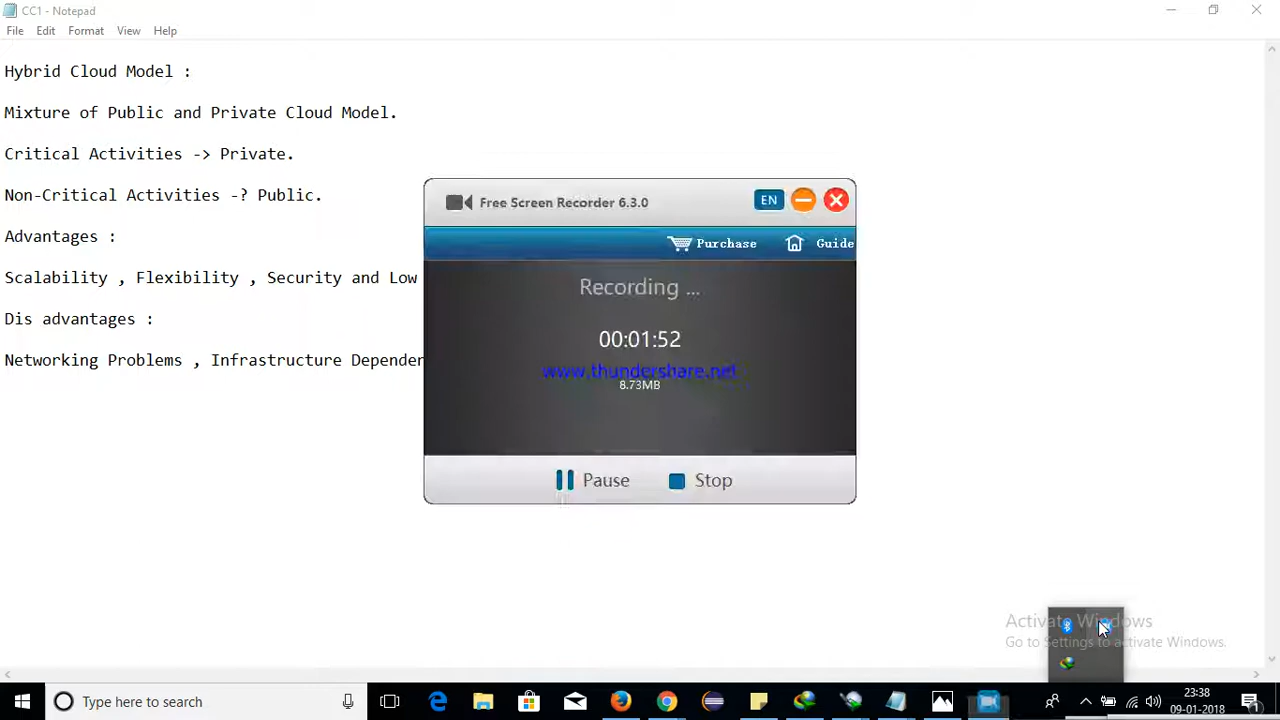 CC1 - Notepad
File Edit Format View Help
Hybrid Cloud Model :
Mixture of Public and Private Cloud Model.
Critical Activities -> Private.
Non-Critical Activities -? Public.
Advantages :
Scalability , Flexibility , Security and Low
Dis advantages :
Networking Problems , Infrastructure
Free Screen Recorder 6.3.0
EN
Purchase Guide
Recording ...
00:01:52
www.thundershare.net
8.73MB
Pause Stop
Activate Windows
Go to Settings to activate Windows.
Type here to search
23:38
09-01-2018
1